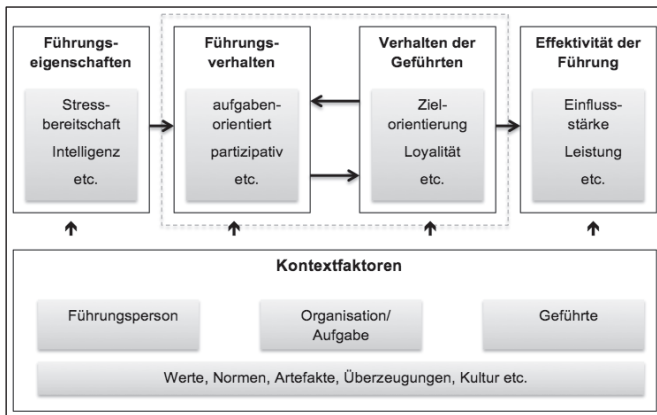 Führungs-
eigenschaften
Stress-
bereitschaft
Intelligenz
etc.
Führungs-
verhalten
aufgaben-
orientiert
partizipativ
etc.
Verhalten der
Geführten
Ziel-
orientierung
Loyalität
etc.
Effektivität der
Führung
Einfluss-
stärke
Leistung
etc.
Kontextfaktoren
Führungsperson
Organisation/
Aufgabe
Geführte
Werte, Normen, Artefakte, Überzeugungen, Kultur etc.